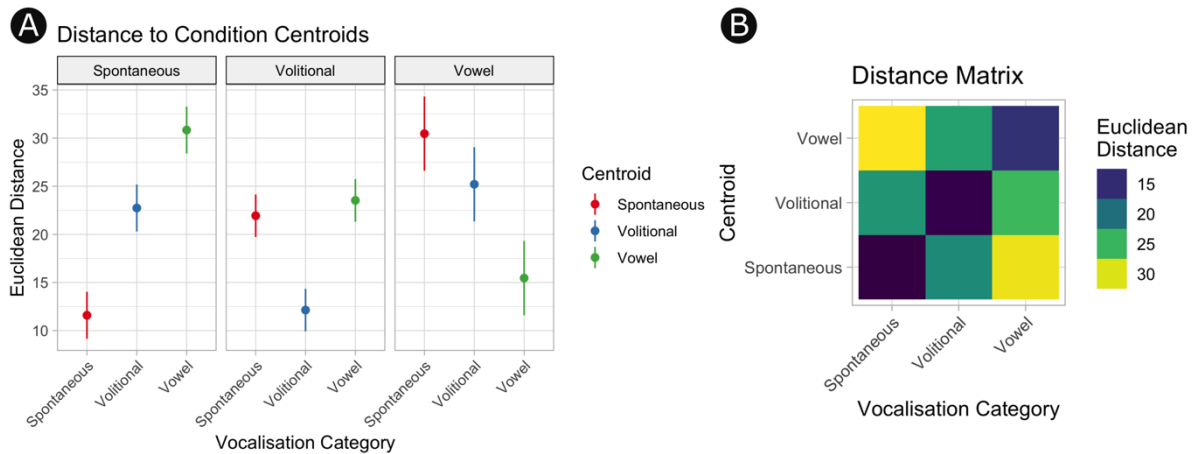 A
Distance to Condition Centroids
Spontaneous
Volitional
Vowel
Euclidean Distance
35
30
25
20
15
10
Spontaneous
Volitional
Vowel
Spontaneous
Volitional
Vowel
Spontaneous
Volitional
Vowel
Vocalisation Category
Centroid
Spontaneous
Volitional
Vowel
B
Distance Matrix
Centroid
Vowel
Volitional
Spontaneous
Spontaneous
Volitional
Vowel
Vocalisation Category
Euclidean
Distance
15
20
25
30